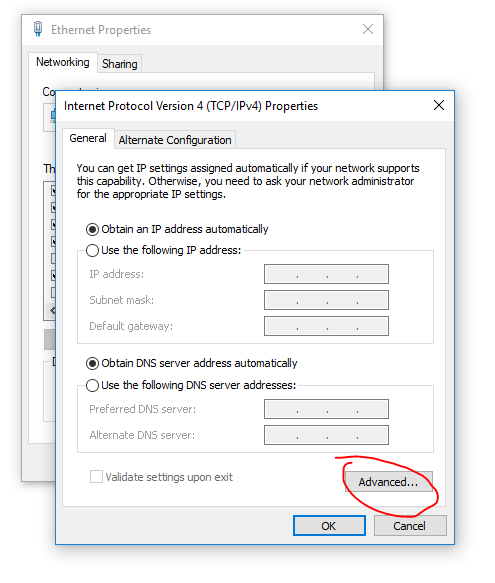 Ethernet Properties
Networking
Sharing
Internet Protocol Version 4 (TCP/IPv4) Properties
General
Alternate Configuration
You can get IP settings assigned automatically if your network supports
this capability. Otherwise, you need to ask your network administrator
for the appropriate IP settings.
Obtain an IP address automatically
Use the following IP address:
IP address:
Subnet mask:
Default gateway:
Obtain DNS server address automatically
Use the following DNS server addresses:
Preferred DNS server:
Alternate DNS server:
Validate settings upon exit
Advanced...
OK
Cancel